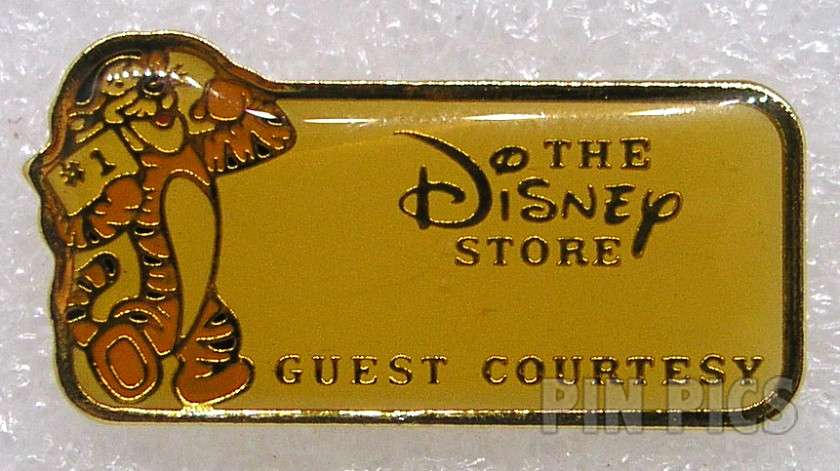 #1
THE
Disney
STORE
GUEST COURTESY
PIN PICS